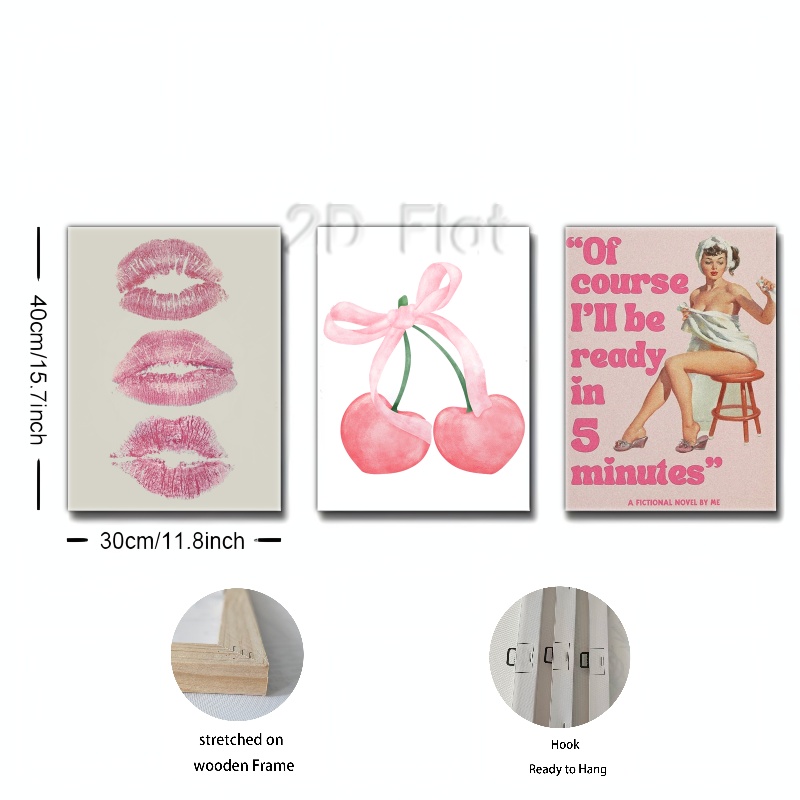 2D Flat
40cm/15.7inch
"Of
course
I'll be
ready
in
5
minutes"
A FICTIONAL NOVEL BY ME
30cm/11.8inch
stretched on
wooden Frame
Hook
Ready to Hang